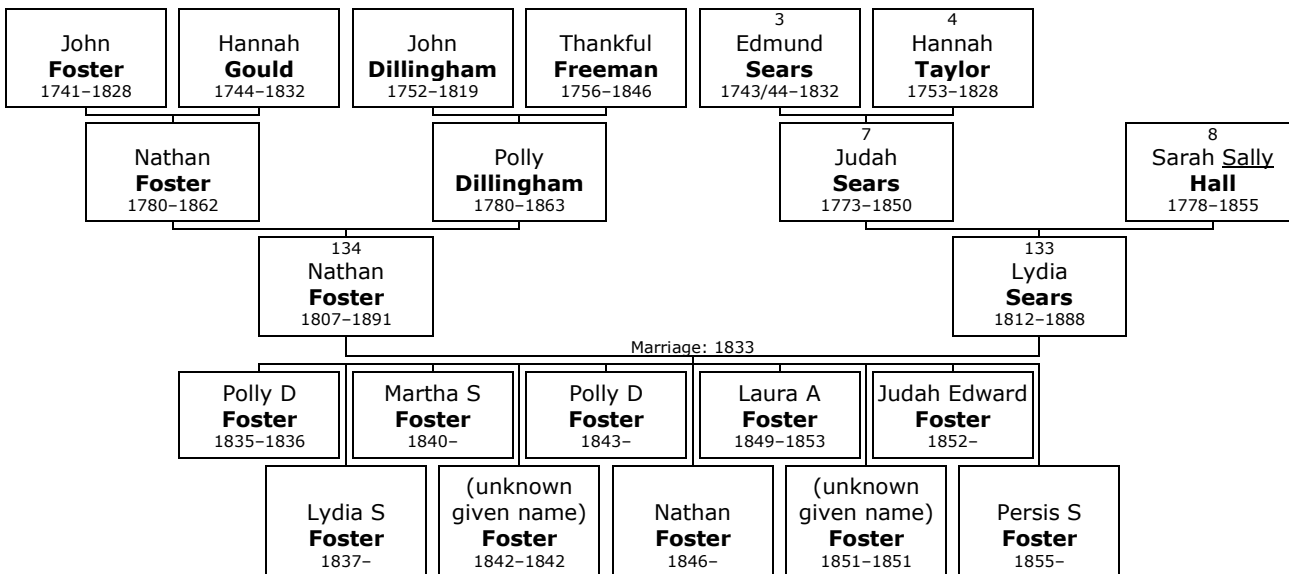 John
Foster
1741–1828
Hannah
Gould
1744–1832
John
Dillingham
1752–1819
Thankful
Freeman
1756–1846
3
Edmund
Sears
1743/44–1832
4
Hannah
Taylor
1753–1828
Nathan
Foster
1780–1862
Polly
Dillingham
1780–1863
7
Judah
Sears
1773–1850
8
Sarah Sally
Hall
1778–1855
134
Nathan
Foster
1807–1891
133
Lydia
Sears
1812–1888
Marriage: 1833
Polly D
Foster
1835–1836
Martha S
Foster
1840–
Polly D
Foster
1843–
Laura A
Foster
1849–1853
Judah Edward
Foster
1852–
Lydia S
Foster
1837–
(unknown
given name)
Foster
1842–1842
Nathan
Foster
1846–
(unknown
given name)
Foster
1851–1851
Persis S
Foster
1855–